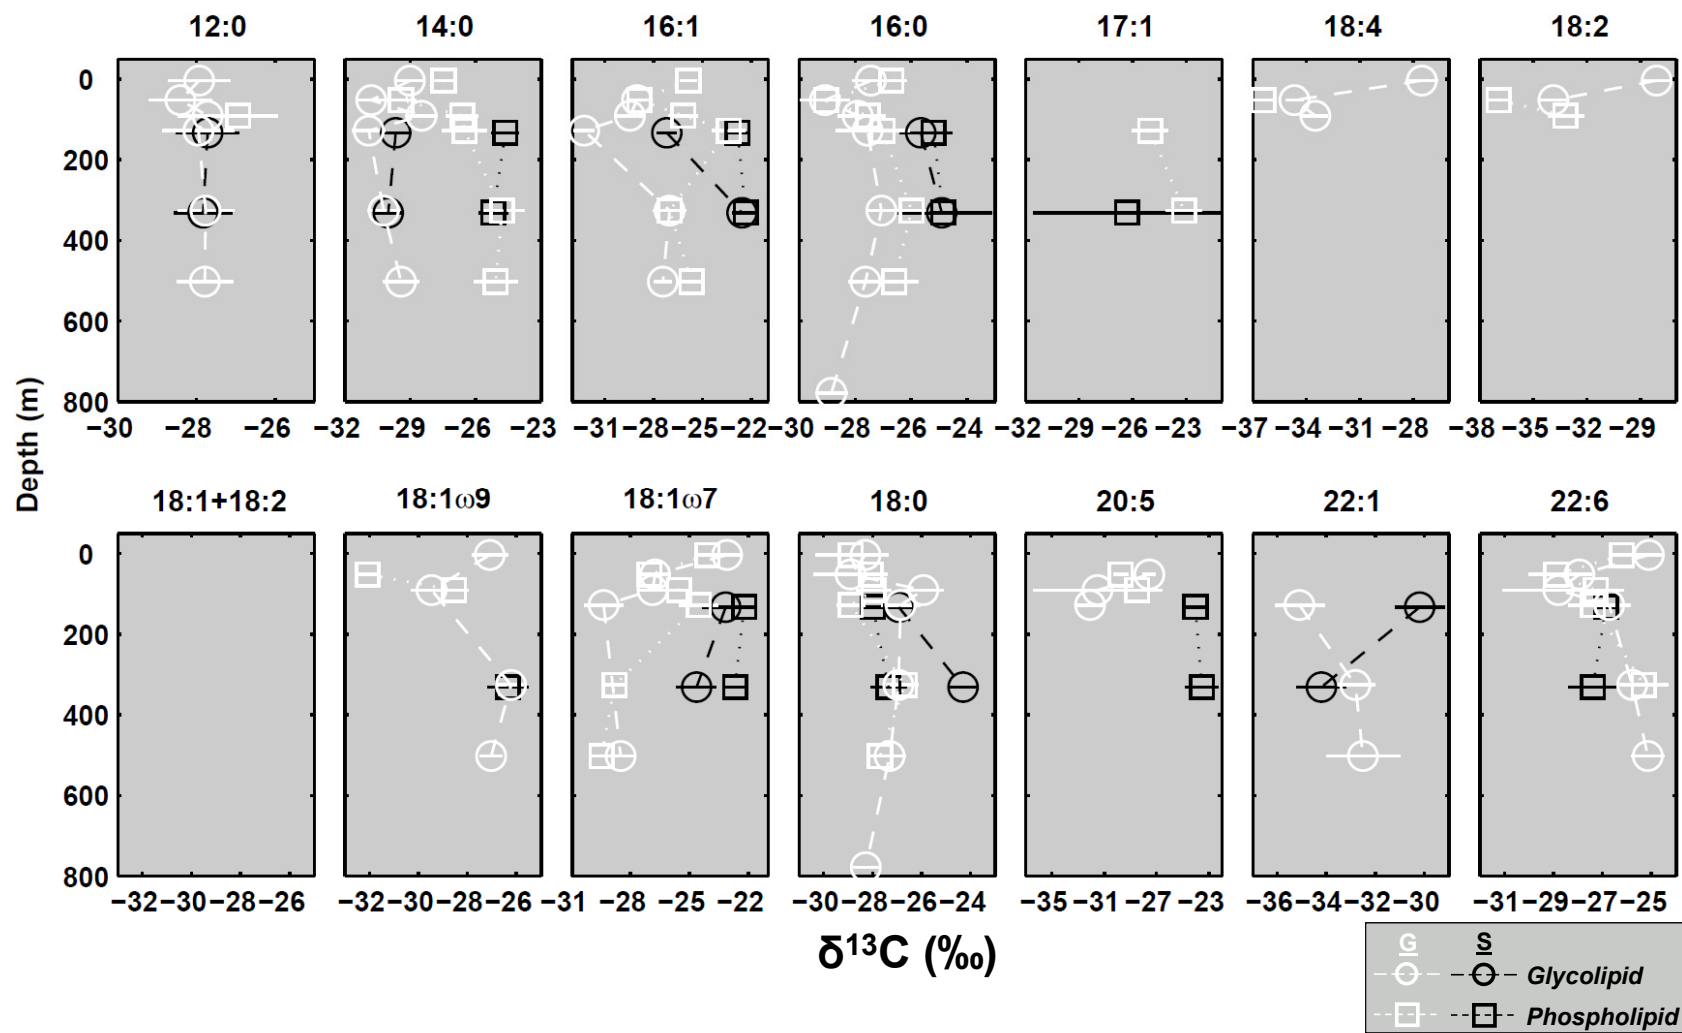 12:0 14:0 16:1 16:0 17:1 18:4 18:2
0
200
400
600
800
−30 −28 −26 −32 −29 −26 −23 −31 −28 −25 −22 −30 −28 −26 −24 −32 −29 −26 −23 −37 −34 −31 −28 −38 −35 −32 −29
Depth (m)
18:1+18:2 18:1ω9 18:1ω7 18:0 20:5 22:1 22:6
0
200
400
600
800
−32 −30 −28 −26 −32 −30 −28 −26 −31 −28 −25 −22 −30 −28 −26 −24 −35 −31 −27 −23 −36 −34 −32 −30 −31 −29 −27 −25
δ¹³C (‰)
G S
Glycolipid
Phospholipid